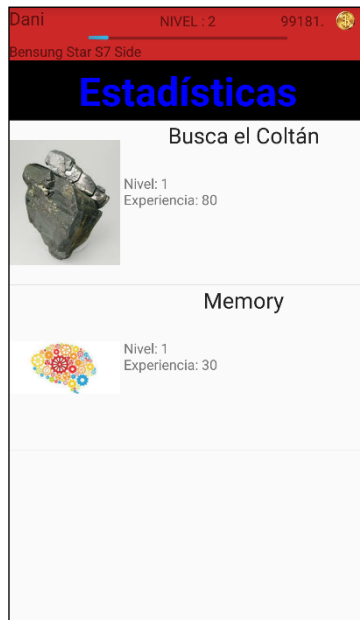 Dani NIVEL : 2 99181.
Bensung Star S7 Side
Estadísticas
Busca el Coltán
Nivel: 1
Experiencia: 80
Memory
Nivel: 1
Experiencia: 30